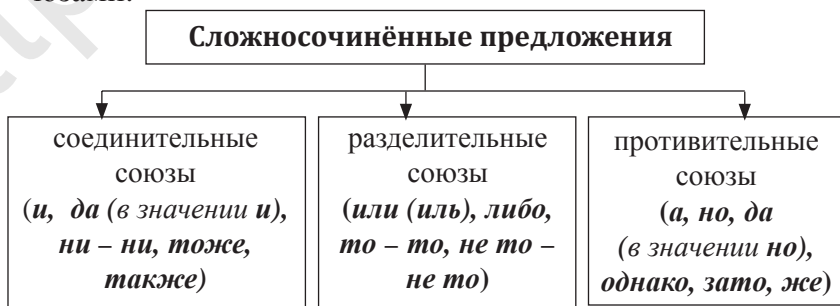 Сложносочинённые предложения
соединительные
союзы
(и, да (в значении и),
ни – ни, тоже,
также)
разделительные
союзы
(или (иль), либо,
то – то, не то –
не то)
противительные
союзы
(а, но, да
(в значении но),
однако, зато, же)